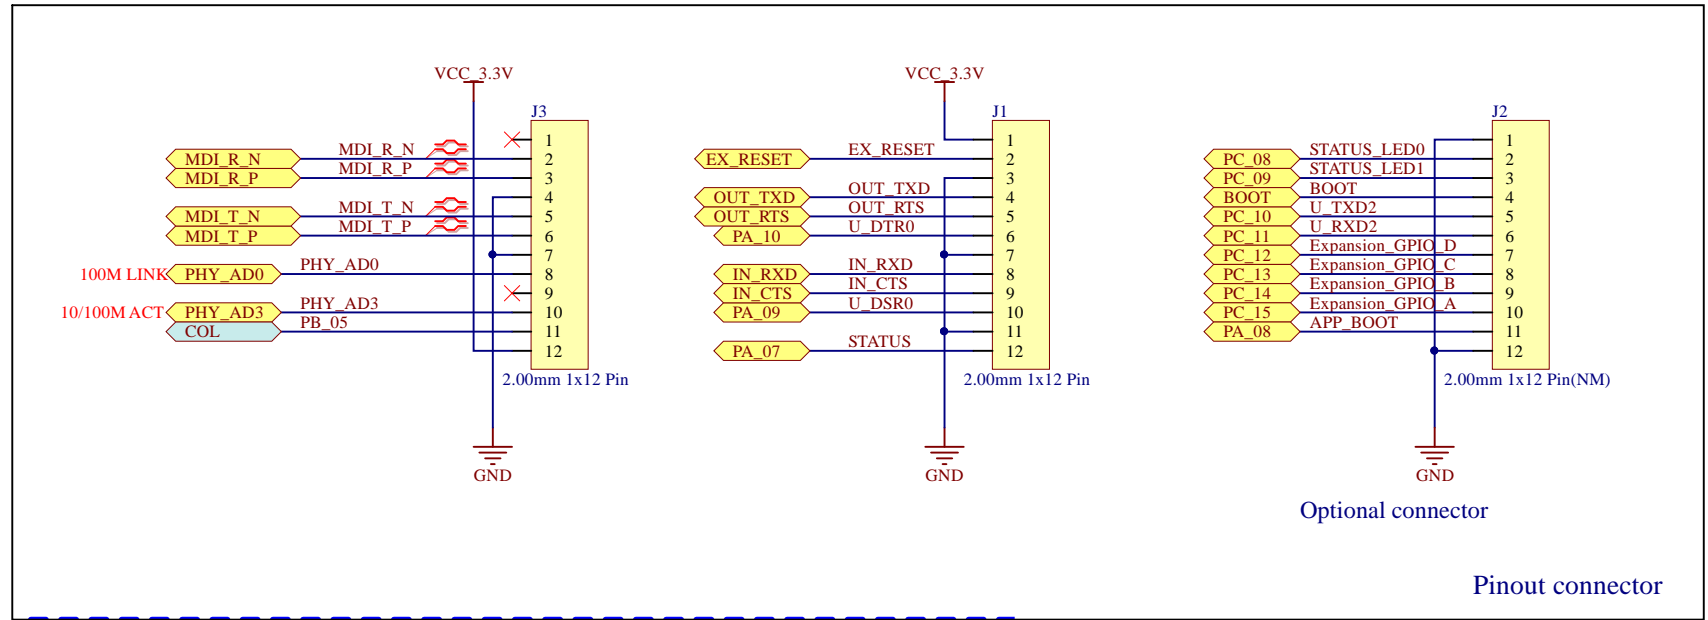 VCC_3.3V
J3
MDI_R_N MDI_R_N 1
MDI_R_P MDI_R_P 2
3
4
MDI_T_N MDI_T_N 5
MDI_T_P MDI_T_P 6
7
100M LINK PHY_AD0 PHY_AD0 8
9
10/100M ACT PHY_AD3 PHY_AD3 10
COL PB_05 11
12
2.00mm 1x12 Pin
GND
VCC_3.3V
J1
1
EX_RESET EX_RESET 2
3
OUT_TXD OUT_TXD 4
OUT_RTS OUT_RTS 5
PA_10 U_DTR0 6
7
IN_RXD IN_RXD 8
IN_CTS IN_CTS 9
PA_09 U_DSR0 10
11
PA_07 STATUS 12
2.00mm 1x12 Pin
GND
J2
1
PC_08 STATUS_LED0 2
PC_09 STATUS_LED1 3
BOOT BOOT 4
PC_10 U_TXD2 5
PC_11 U_RXD2 6
PC_12 Expansion_GPIO_D 7
PC_13 Expansion_GPIO_C 8
PC_14 Expansion_GPIO_B 9
PC_15 Expansion_GPIO_A 10
PA_08 APP_BOOT 11
12
2.00mm 1x12 Pin(NM)
GND
Optional connector
Pinout connector